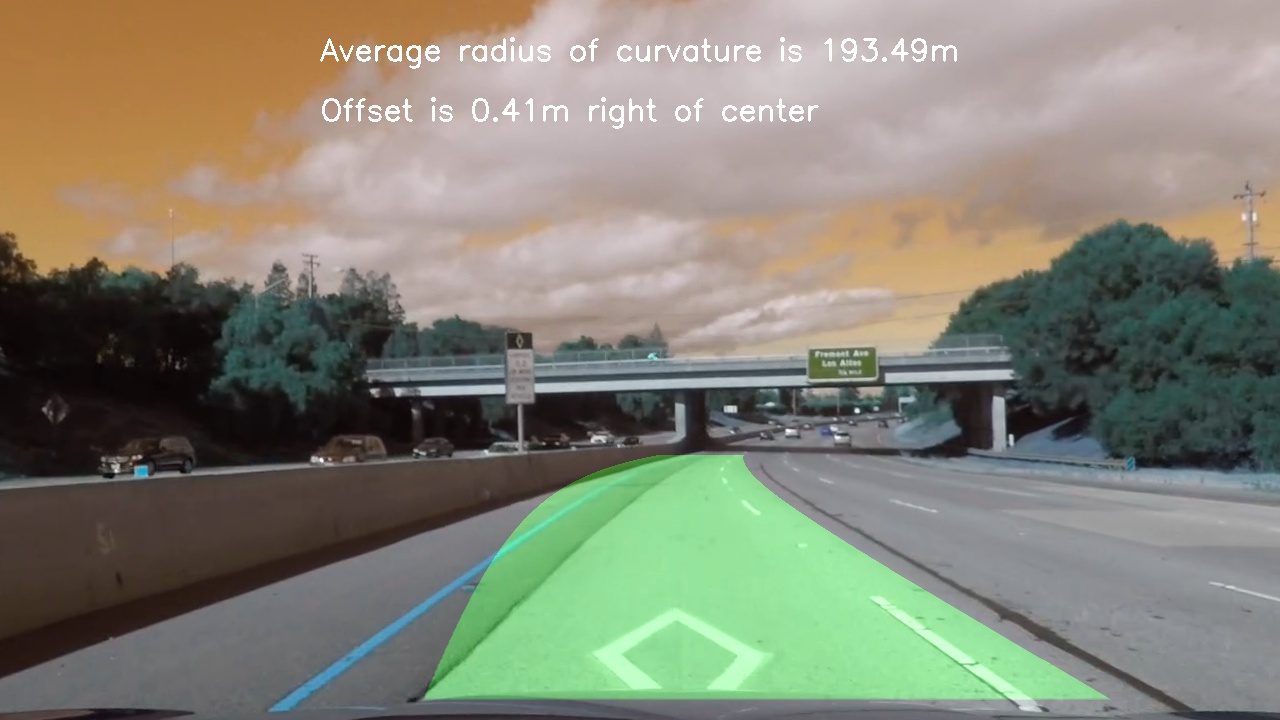 Average radius of curvature is 193.49m
Offset is 0.41m right of center
Fremont Ave
Los Altos